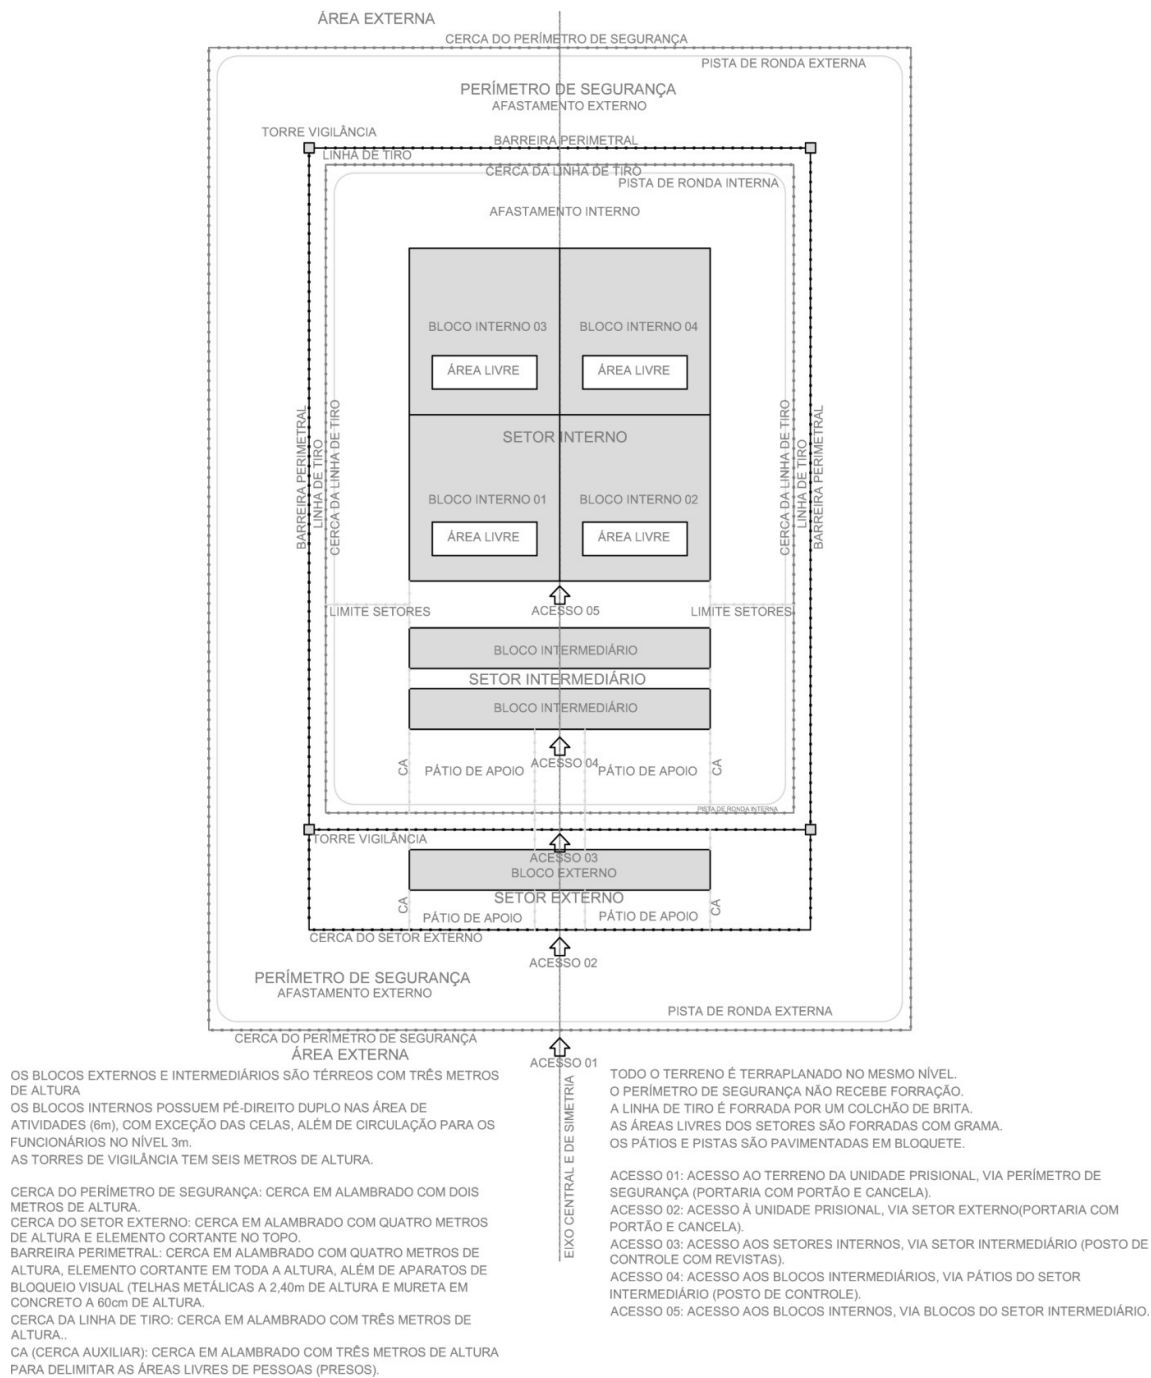 ÁREA EXTERNA
CERCA DO PERÍMETRO DE SEGURANÇA
PISTA DE RONDA EXTERNA
PERÍMETRO DE SEGURANÇA
AFASTAMENTO EXTERNO
TORRE VIGILÂNCIA
BARREIRA PERIMETRAL
LINHA DE TIRO
CERCA DA LINHA DE TIRO
PISTA DE RONDA INTERNA
AFASTAMENTO INTERNO
BLOCO INTERNO 03
BLOCO INTERNO 04
ÁREA LIVRE
ÁREA LIVRE
SETOR INTERNO
BARREIRA PERIMETRAL
LINHA DE TIRO
CERCA DA LINHA DE TIRO
CERCA DA LINHA DE TIRO
LINHA DE TIRO
BARREIRA PERIMETRAL
BLOCO INTERNO 01
BLOCO INTERNO 02
ÁREA LIVRE
ÁREA LIVRE
LIMITE SETORES
ACESSO 05
LIMITE SETORES
BLOCO INTERMEDIÁRIO
SETOR INTERMEDIÁRIO
BLOCO INTERMEDIÁRIO
CA
PÁTIO DE APOIO
ACESSO 04
PÁTIO DE APOIO
CA
PISTA DE RONDA INTERNA
TORRE VIGILÂNCIA
ACESSO 03
BLOCO EXTERNO
SETOR EXTERNO
CA
PÁTIO DE APOIO
PÁTIO DE APOIO
CA
CERCA DO SETOR EXTERNO
ACESSO 02
PERÍMETRO DE SEGURANÇA
AFASTAMENTO EXTERNO
PISTA DE RONDA EXTERNA
CERCA DO PERÍMETRO DE SEGURANÇA
ÁREA EXTERNA
ACESSO 01
EIXO CENTRAL E DE SIMETRIA
OS BLOCOS EXTERNOS E INTERMEDIÁRIOS SÃO TÉRREOS COM TRÊS METROS
DE ALTURA
OS BLOCOS INTERNOS POSSUEM PÉ-DIREITO DUPLO NAS ÁREA DE
ATIVIDADES (6m), COM EXCEÇÃO DAS CELAS, ALÉM DE CIRCULAÇÃO PARA OS
FUNCIONÁRIOS NO NÍVEL 3m.
AS TORRES DE VIGILÂNCIA TEM SEIS METROS DE ALTURA.
CERCA DO PERÍMETRO DE SEGURANÇA: CERCA EM ALAMBRADO COM DOIS
METROS DE ALTURA.
CERCA DO SETOR EXTERNO: CERCA EM ALAMBRADO COM QUATRO METROS
DE ALTURA E ELEMENTO CORTANTE NO TOPO.
BARREIRA PERIMETRAL: CERCA EM ALAMBRADO COM QUATRO METROS DE
ALTURA, ELEMENTO CORTANTE EM TODA A ALTURA, ALÉM DE APARATOS DE
BLOQUEIO VISUAL (TELHAS METÁLICAS A 2,40m DE ALTURA E MURETA EM
CONCRETO A 60cm DE ALTURA.
CERCA DA LINHA DE TIRO: CERCA EM ALAMBRADO COM TRÊS METROS DE
ALTURA..
CA (CERCA AUXILIAR): CERCA EM ALAMBRADO COM TRÊS METROS DE ALTURA
PARA DELIMITAR AS ÁREAS LIVRES DE PESSOAS (PRESOS).
TODO O TERRENO É TERRAPLANADO NO MESMO NÍVEL.
O PERÍMETRO DE SEGURANÇA NÃO RECEBE FORRAÇÃO.
A LINHA DE TIRO É FORRADA POR UM COLCHÃO DE BRITA.
AS ÁREAS LIVRES DOS SETORES SÃO FORRADAS COM GRAMA.
OS PÁTIOS E PISTAS SÃO PAVIMENTADAS EM BLOQUETE.
ACESSO 01: ACESSO AO TERRENO DA UNIDADE PRISIONAL, VIA PERÍMETRO DE
SEGURANÇA (PORTARIA COM PORTÃO E CANCELA).
ACESSO 02: ACESSO À UNIDADE PRISIONAL, VIA SETOR EXTERNO(PORTARIA COM
PORTÃO E CANCELA).
ACESSO 03: ACESSO AOS SETORES INTERNOS, VIA SETOR INTERMEDIÁRIO (POSTO DE
CONTROLE COM REVISTAS).
ACESSO 04: ACESSO AOS BLOCOS INTERMEDIÁRIOS, VIA PÁTIOS DO SETOR
INTERMEDIÁRIO (POSTO DE CONTROLE).
ACESSO 05: ACESSO AOS BLOCOS INTERNOS, VIA BLOCOS DO SETOR INTERMEDIÁRIO.